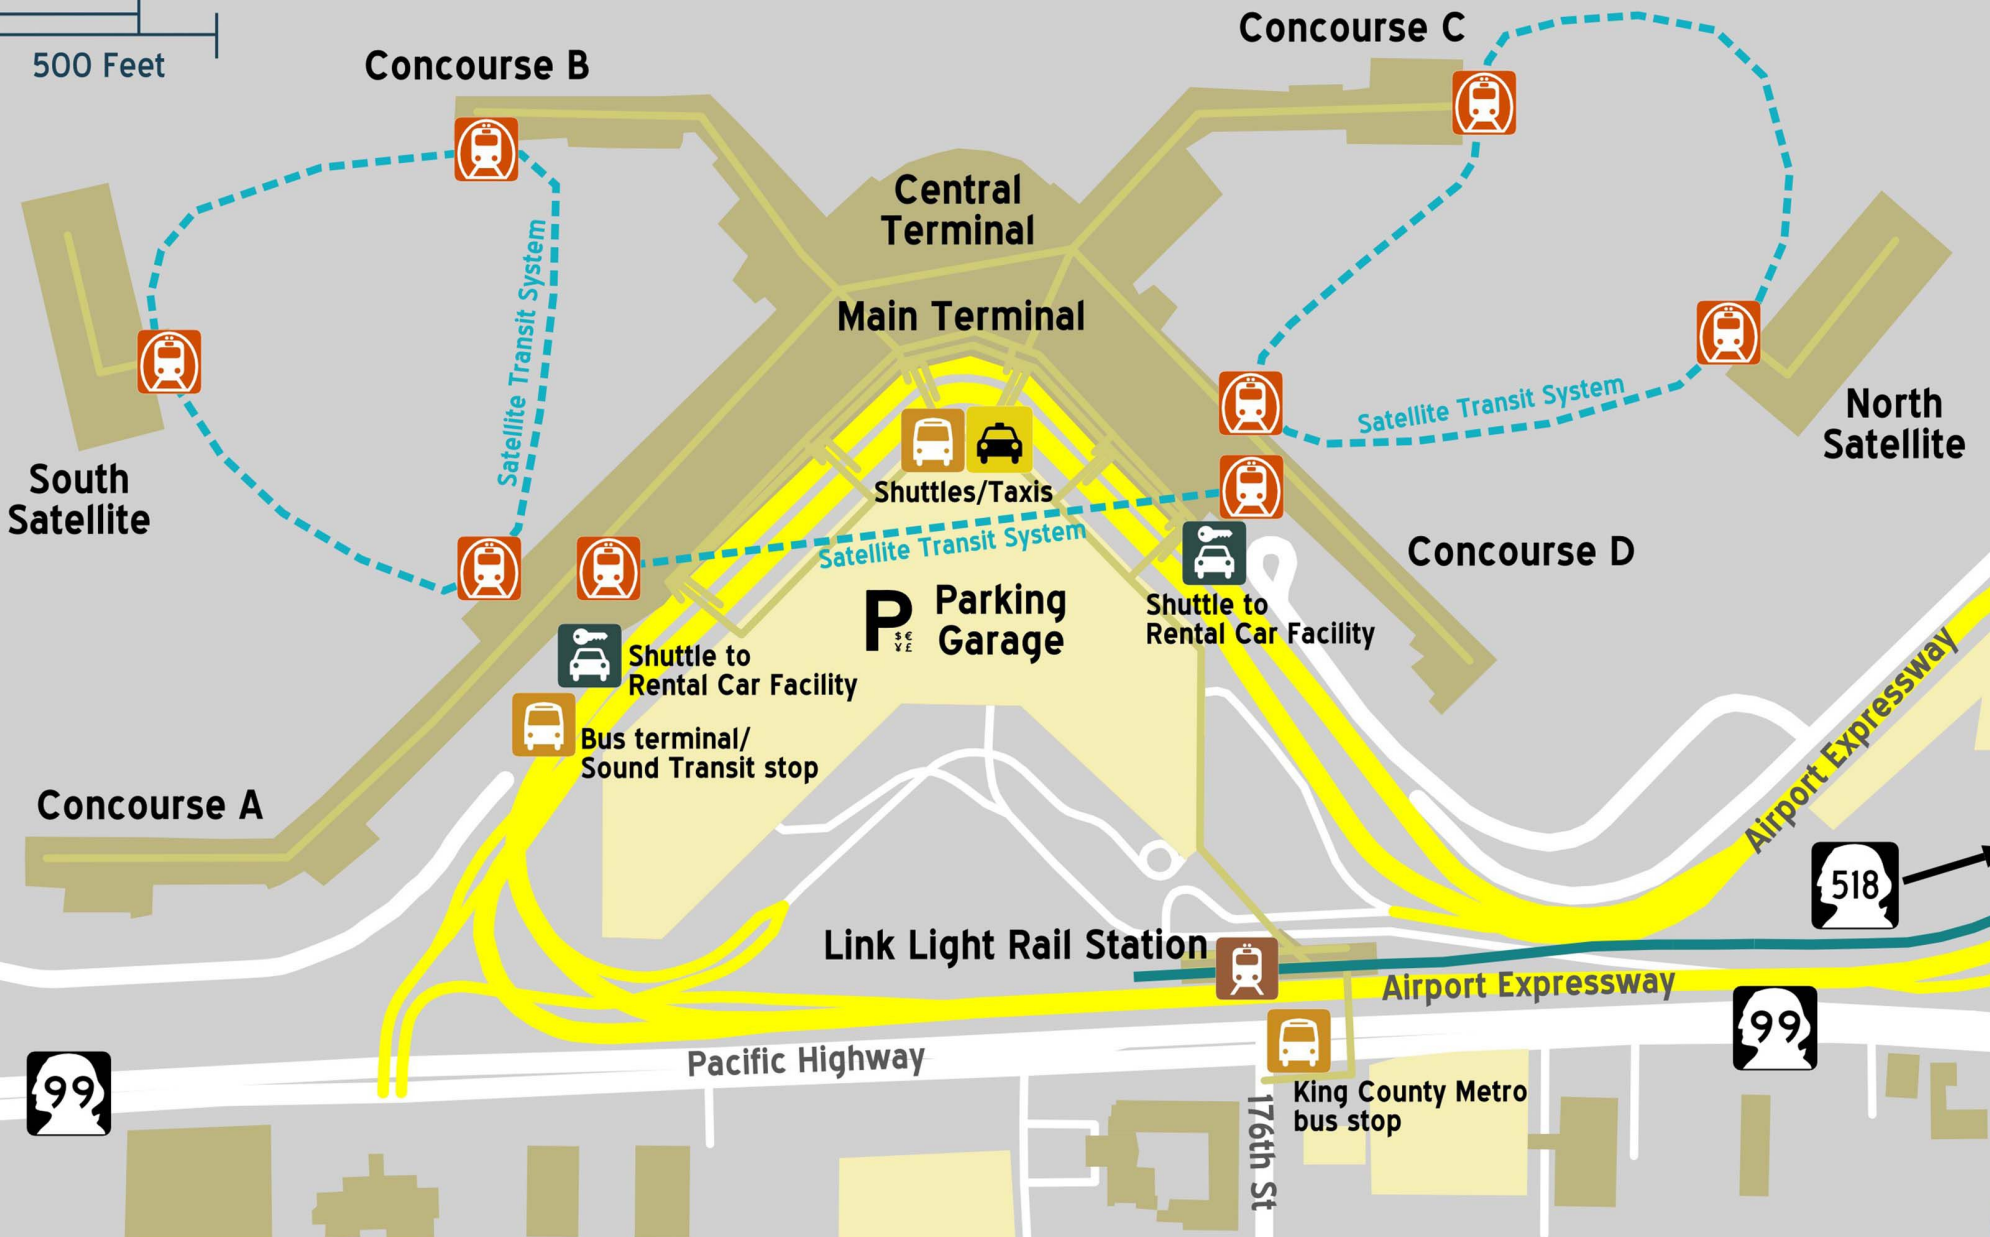 500 Feet
Concourse B
Concourse C
Central
Terminal
Main Terminal
Satellite Transit System
Satellite Transit System
North
Satellite
South
Satellite
Shuttles/Taxis
Satellite Transit System
Concourse D
P
$€
¥£
Parking
Garage
Shuttle to
Rental Car Facility
Shuttle to
Rental Car Facility
Bus terminal/
Sound Transit stop
Concourse A
Airport Expressway
518
Link Light Rail Station
Airport Expressway
99
Pacific Highway
99
King County Metro
bus stop
176th St